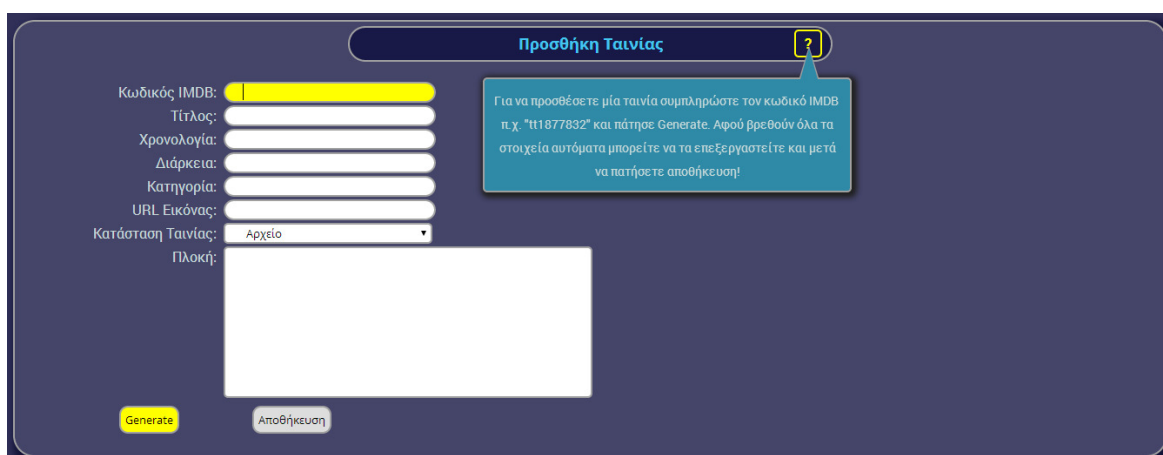 Προσθήκη Ταινίας
?
Κωδικός IMDB:
Τίτλος:
Χρονολογία:
Διάρκεια:
Κατηγορία:
URL Εικόνας:
Κατάσταση Ταινίας: Αρχείο
Πλοκή:
Για να προσθέσετε μία ταινία συμπληρώστε τον κωδικό IMDB
π.χ. "tt1877832" και πάτησε Generate. Αφού βρεθούν όλα τα
στοιχεία αυτόματα μπορείτε να τα επεξεργαστείτε και μετά
να πατήσετε αποθήκευση!
Generate
Αποθήκευση